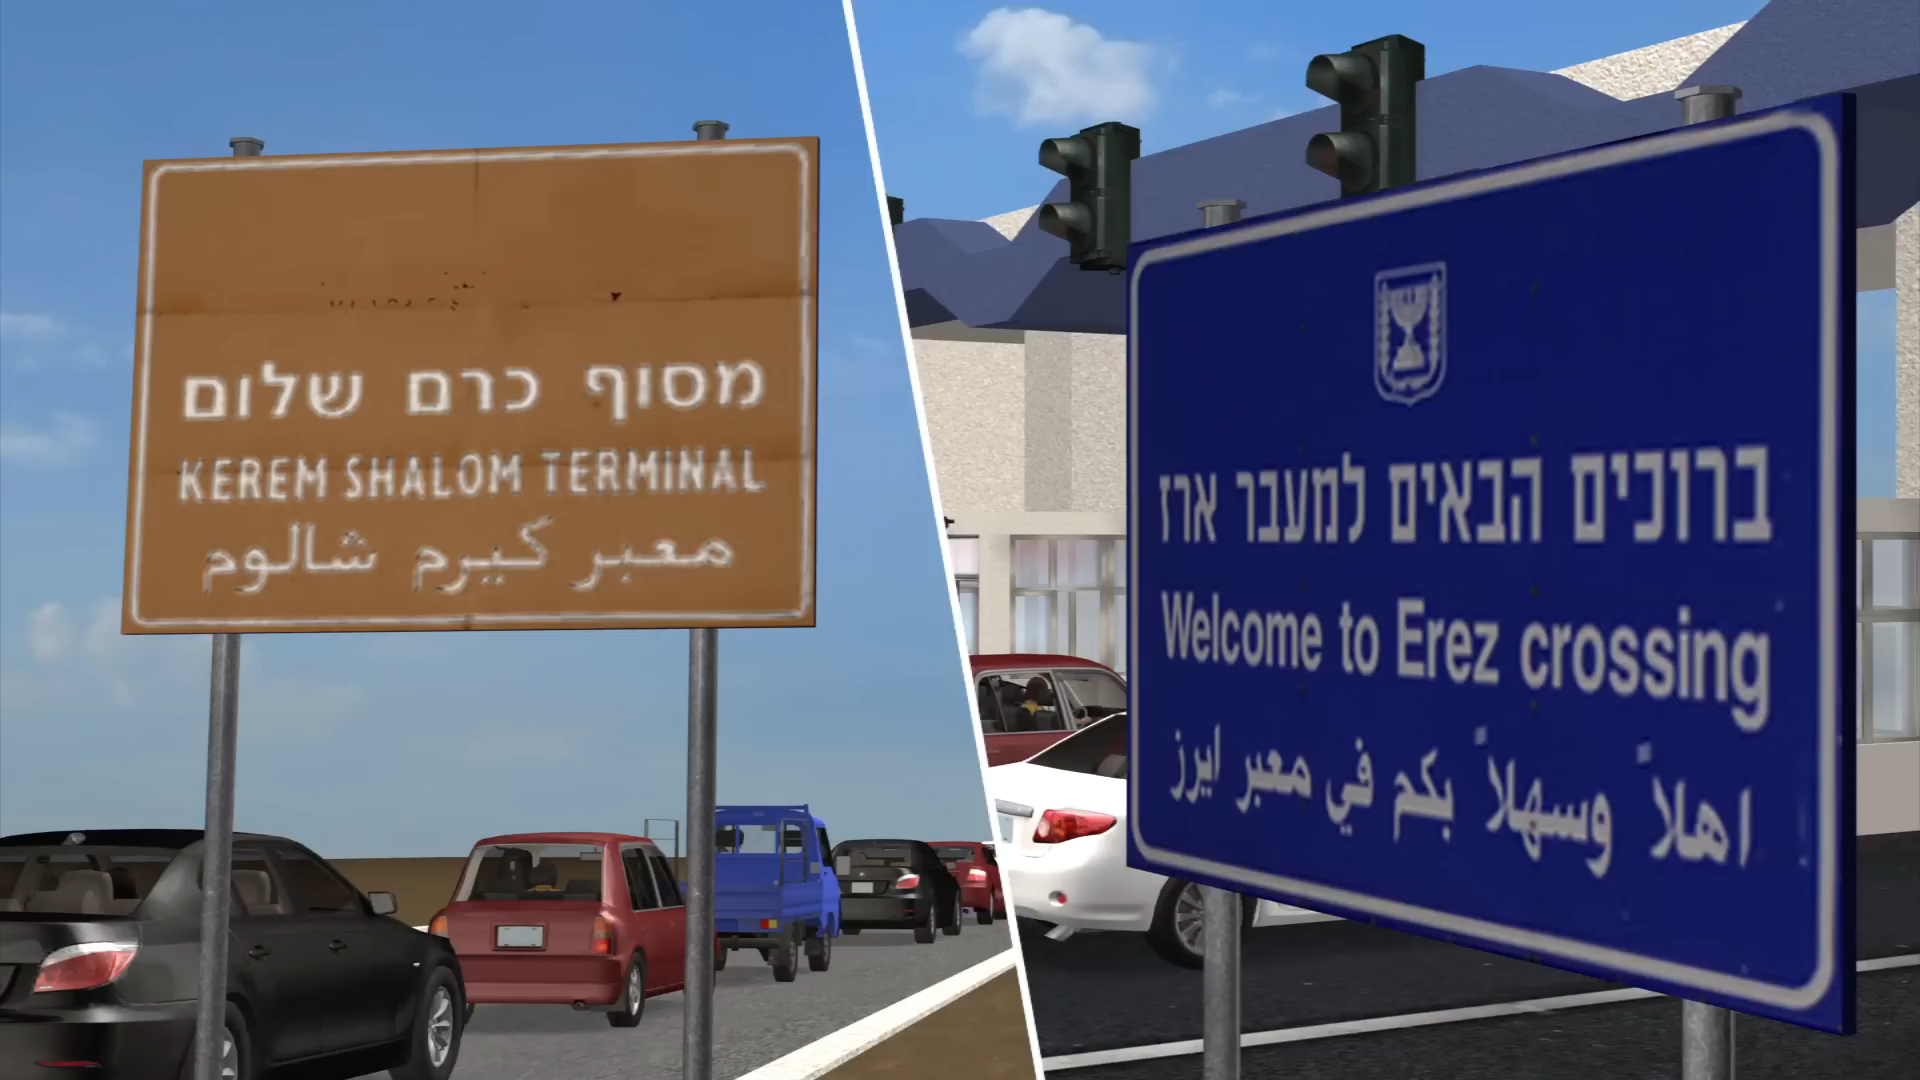 מסוף כרם שלום
KEREM SHALOM TERMINAL
معبر كيرم شالوم
ברוכים הבאים למעבר ארז
Welcome to Erez crossing
اهلاً وسهلاً بكم في معبر ايرز